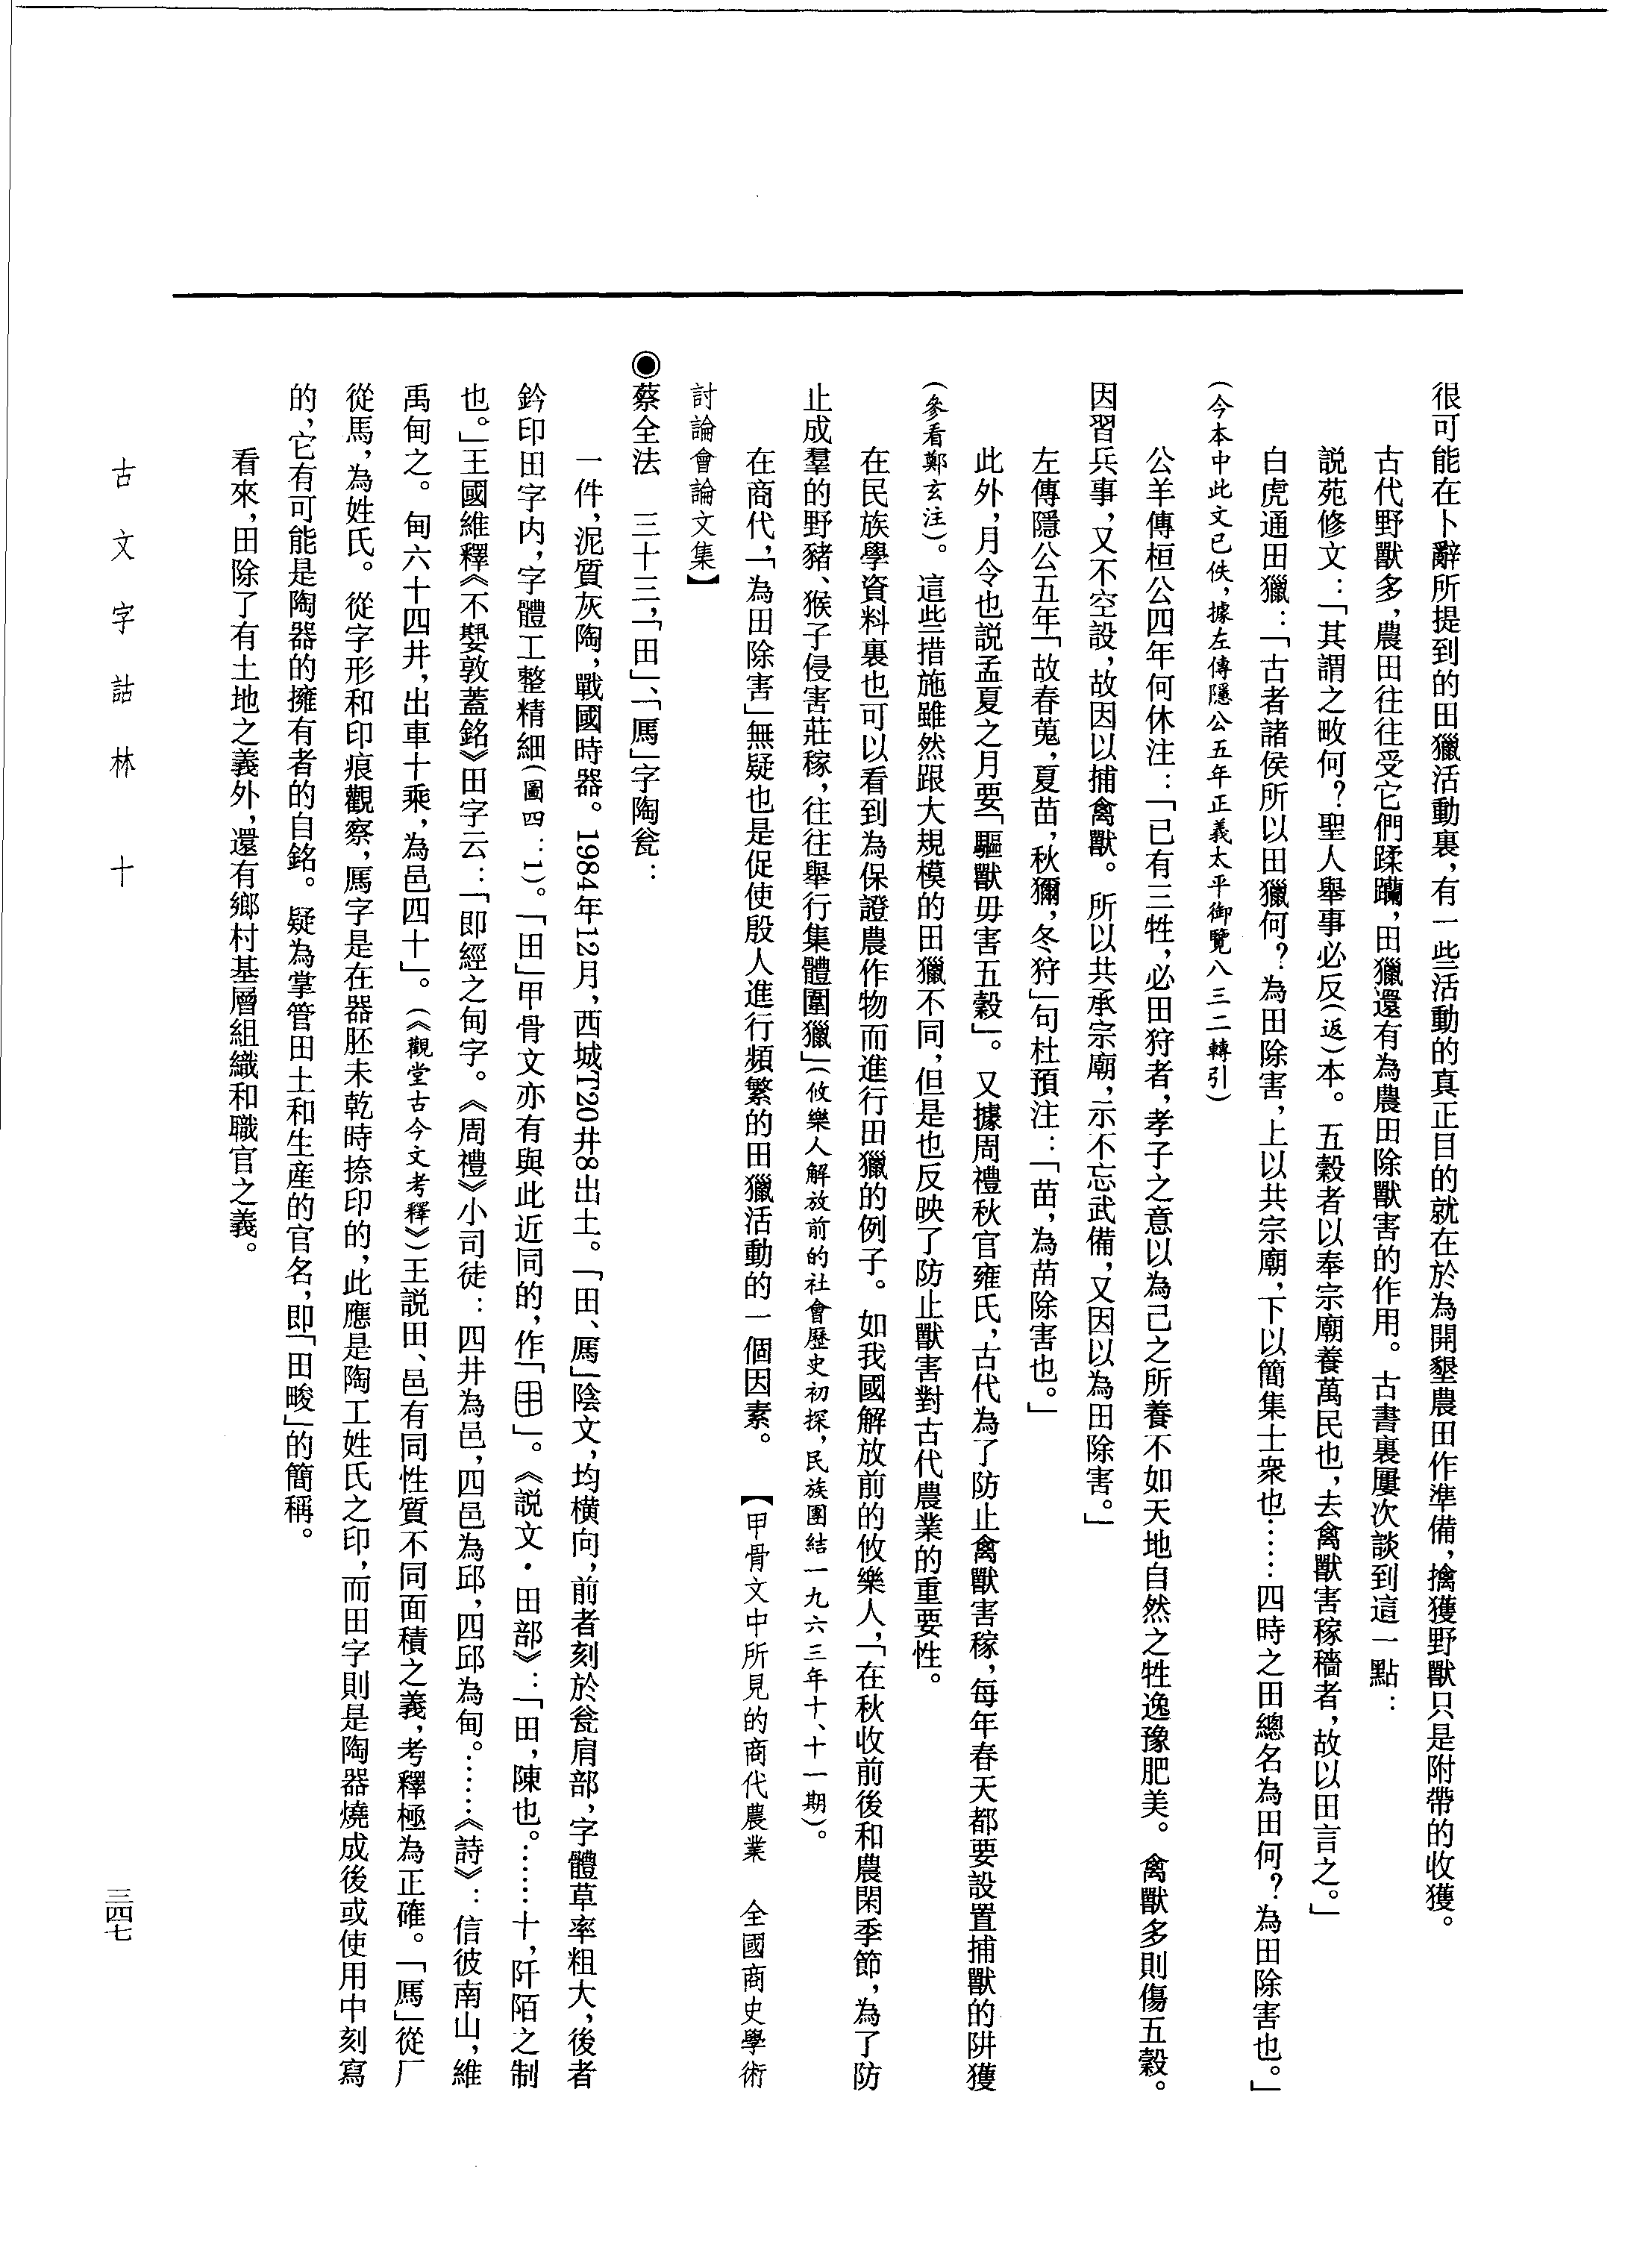 很可能在卜辭所提到的田獵活動裏，有一些活動的真正目的就在於為開墾農田作準備，擒獲野獸只是附帶的收獲。
古代野獸多，農田往往受它們蹂躪，田獵還有為農田除獸害的作用。古書裏屢次談到這一點：
説苑修文：「其謂之畋何？聖人舉事必反（返）本。五穀者以奉宗廟養萬民也，去禽獸害稼穡者，故以田言之。」
白虎通田獵：「古者諸侯所以田獵何？為田除害，上以共宗廟，下以簡集士衆也……四時之田總名為田何？為田除害也。」
（今本中此文已佚，據左傳隱公五年正義太平御覽八三二轉引）
公羊傳桓公四年何休注：「已有三牲，必田狩者，孝子之意以為己之所養不如天地自然之牲逸豫肥美。禽獸多則傷五穀。
因習兵事，又不空設，故因以捕禽獸。所以共承宗廟，示不忘武備，又因以為田除害。」
左傳隱公五年「故春蒐，夏苗，秋獮，冬狩」句杜預注：「苗，為苗除害也。」
此外，月令也説孟夏之月要「驅獸毋害五穀」。又據周禮秋官雍氏，古代為了防止禽獸害稼，每年春天都要設置捕獸的阱擭
（參看鄭玄注）。這些措施雖然跟大規模的田獵不同，但是也反映了防止獸害對古代農業的重要性。
在民族學資料裏也可以看到為保證農作物而進行田獵的例子。如我國解放前的攸樂人，「在秋收前後和農閑季節，為了防
止成羣的野豬、猴子侵害莊稼，往往舉行集體圍獵」（攸樂人解放前的社會歷史初探，民族團結一九六三年十、十一期）。
在商代，「為田除害」無疑也是促使殷人進行頻繁的田獵活動的一個因素。　【甲骨文中所見的商代農業　全國商史學術
討論會論文集】
◉蔡全法　三十三，「田」、「㕓」字陶瓮：
一件，泥質灰陶，戰國時器。1984年12月，西城T20井8出土。「田、」陰文，均橫向，前者刻於瓮肩部，字體草率粗大，後者
鈐印田字内，字體工整精細（圖四：1）。「田」甲骨文亦有與此近同的，作「」。《説文·田部》：「田，陳也。……十，阡陌之制
也。」王國維釋《不㜤敦蓋銘》田字云：「即經之甸字。《周禮》小司徒：四井為邑，四邑為邱，四邱為甸。……《詩》：信彼南山，維
禹甸之。甸六十四井，出車十乘，為邑四十」。（《觀堂古今文考釋》）王説田、邑有同性質不同面積之義，考釋極為正確。「」從厂
從馬，為姓氏。從字形和印痕觀察，字是在器胚未乾時捺印的，此應是陶工姓氏之印，而田字則是陶器燒成後或使用中刻寫
的，它有可能是陶器的擁有者的自銘。疑為掌管田土和生産的官名，即「田畯」的簡稱。
看來，田除了有土地之義外，還有鄉村基層組織和職官之義。
古文字詁林　十
三四七